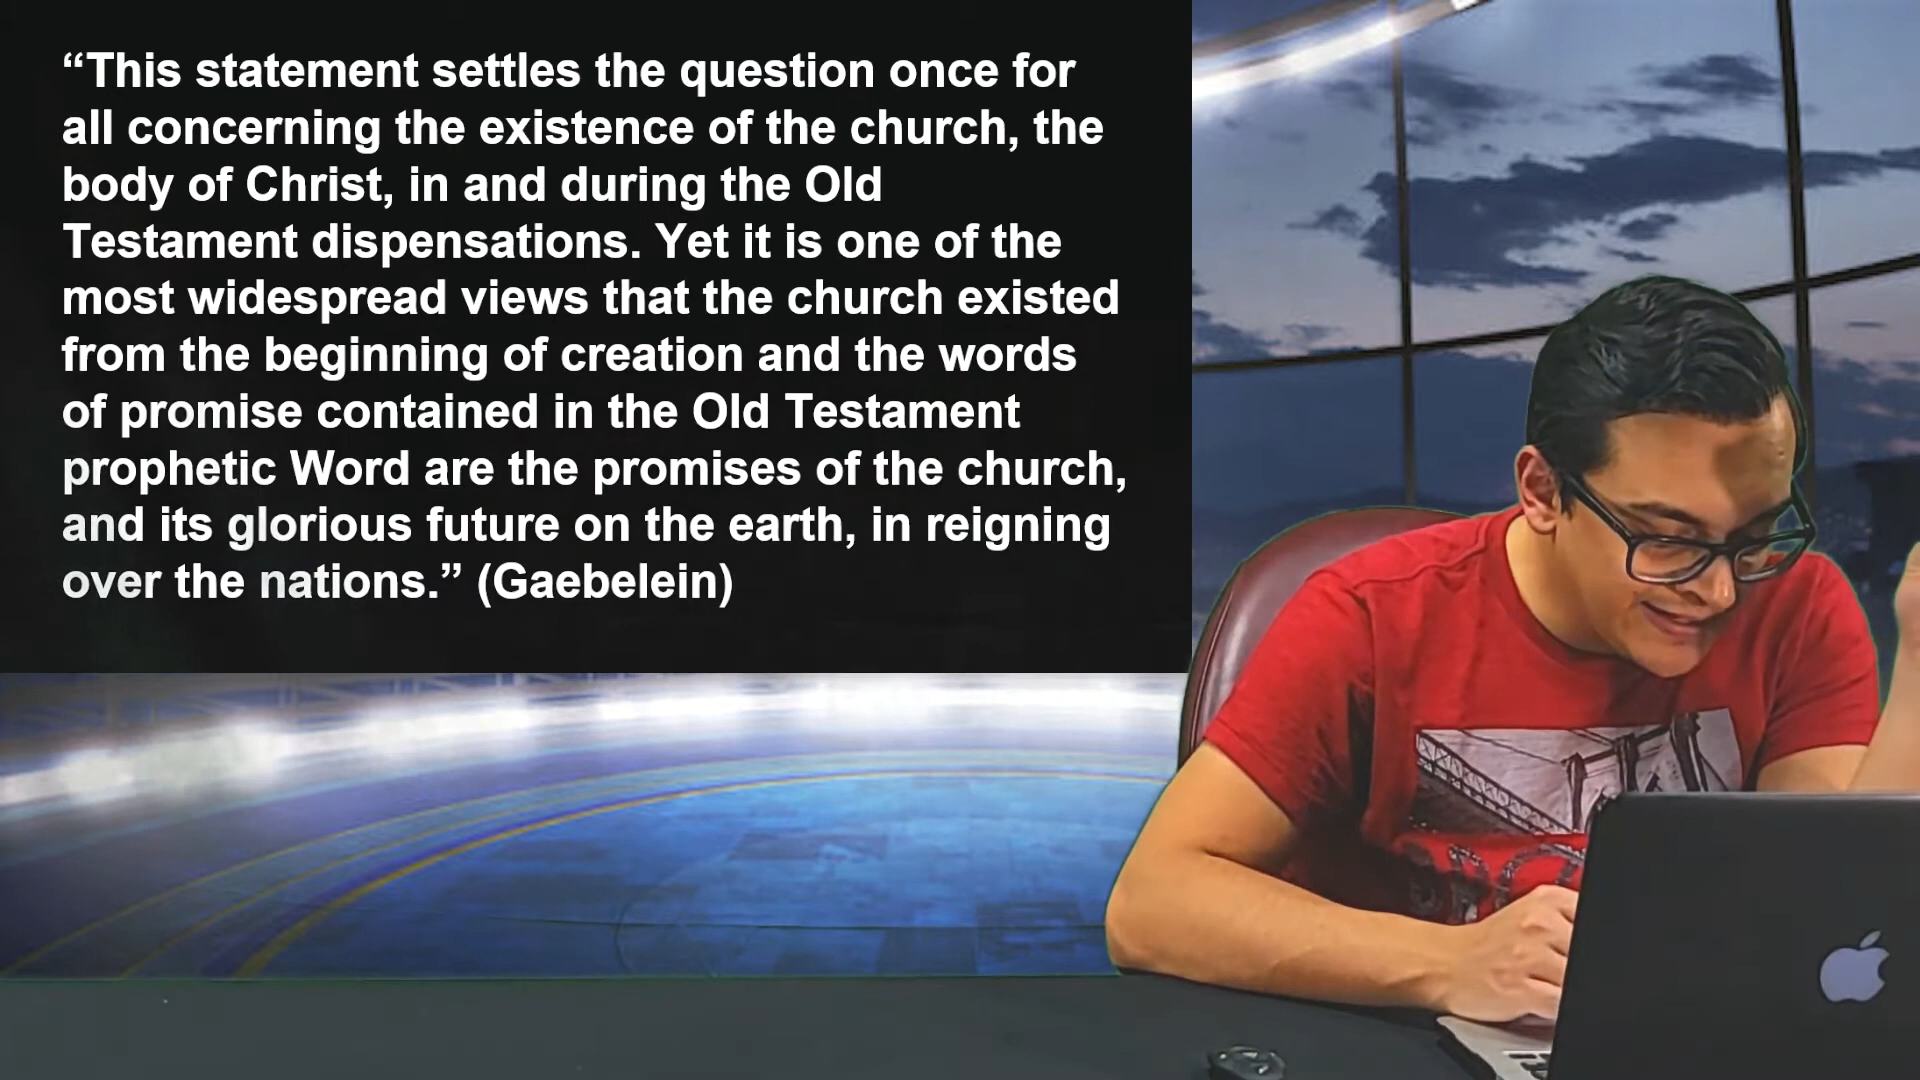 “This statement settles the question once for
all concerning the existence of the church, the
body of Christ, in and during the Old
Testament dispensations. Yet it is one of the
most widespread views that the church existed
from the beginning of creation and the words
of promise contained in the Old Testament
prophetic Word are the promises of the church,
and its glorious future on the earth, in reigning
over the nations.” (Gaebelein)